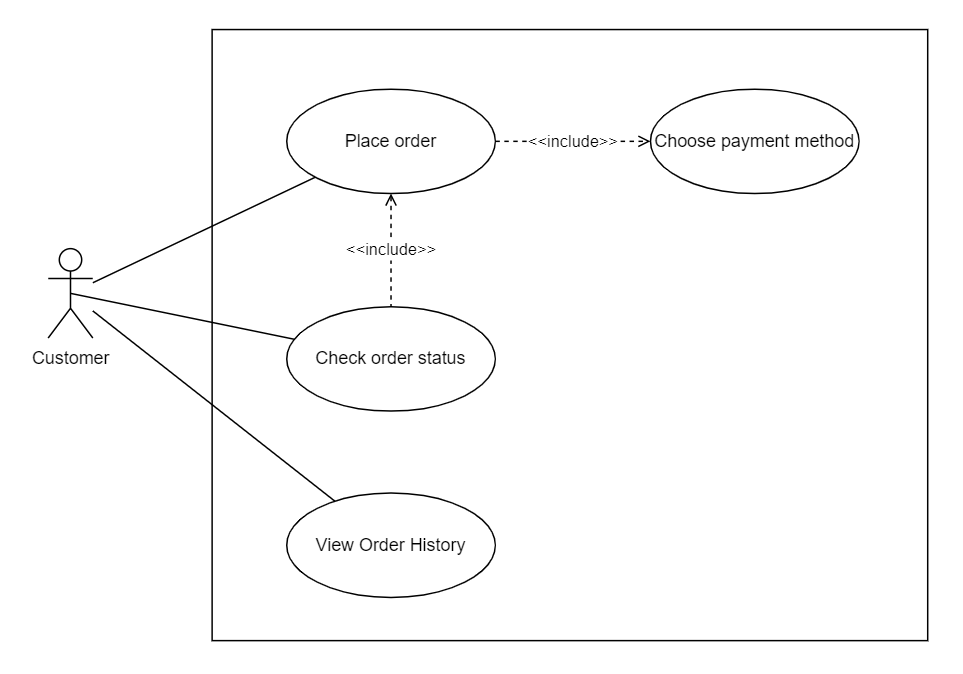 Place order
<<include>>
Choose payment method
<<include>>
Customer
Check order status
View Order History